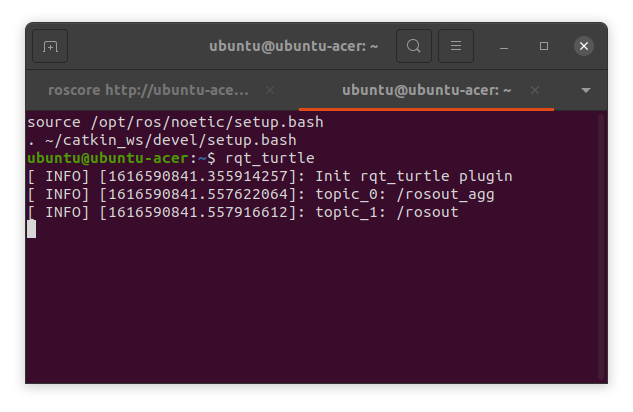 ubuntu@ubuntu-acer: ~
roscore http://ubuntu-ace...
ubuntu@ubuntu-acer: ~
source /opt/ros/noetic/setup.bash
. ~/catkin_ws/devel/setup.bash
ubuntu@ubuntu-acer:~$ rqt_turtle
[ INFO] [1616590841.355914257]: Init rqt_turtle plugin
[ INFO] [1616590841.557622064]: topic_0: /rosout_agg
[ INFO] [1616590841.557916612]: topic_1: /rosout